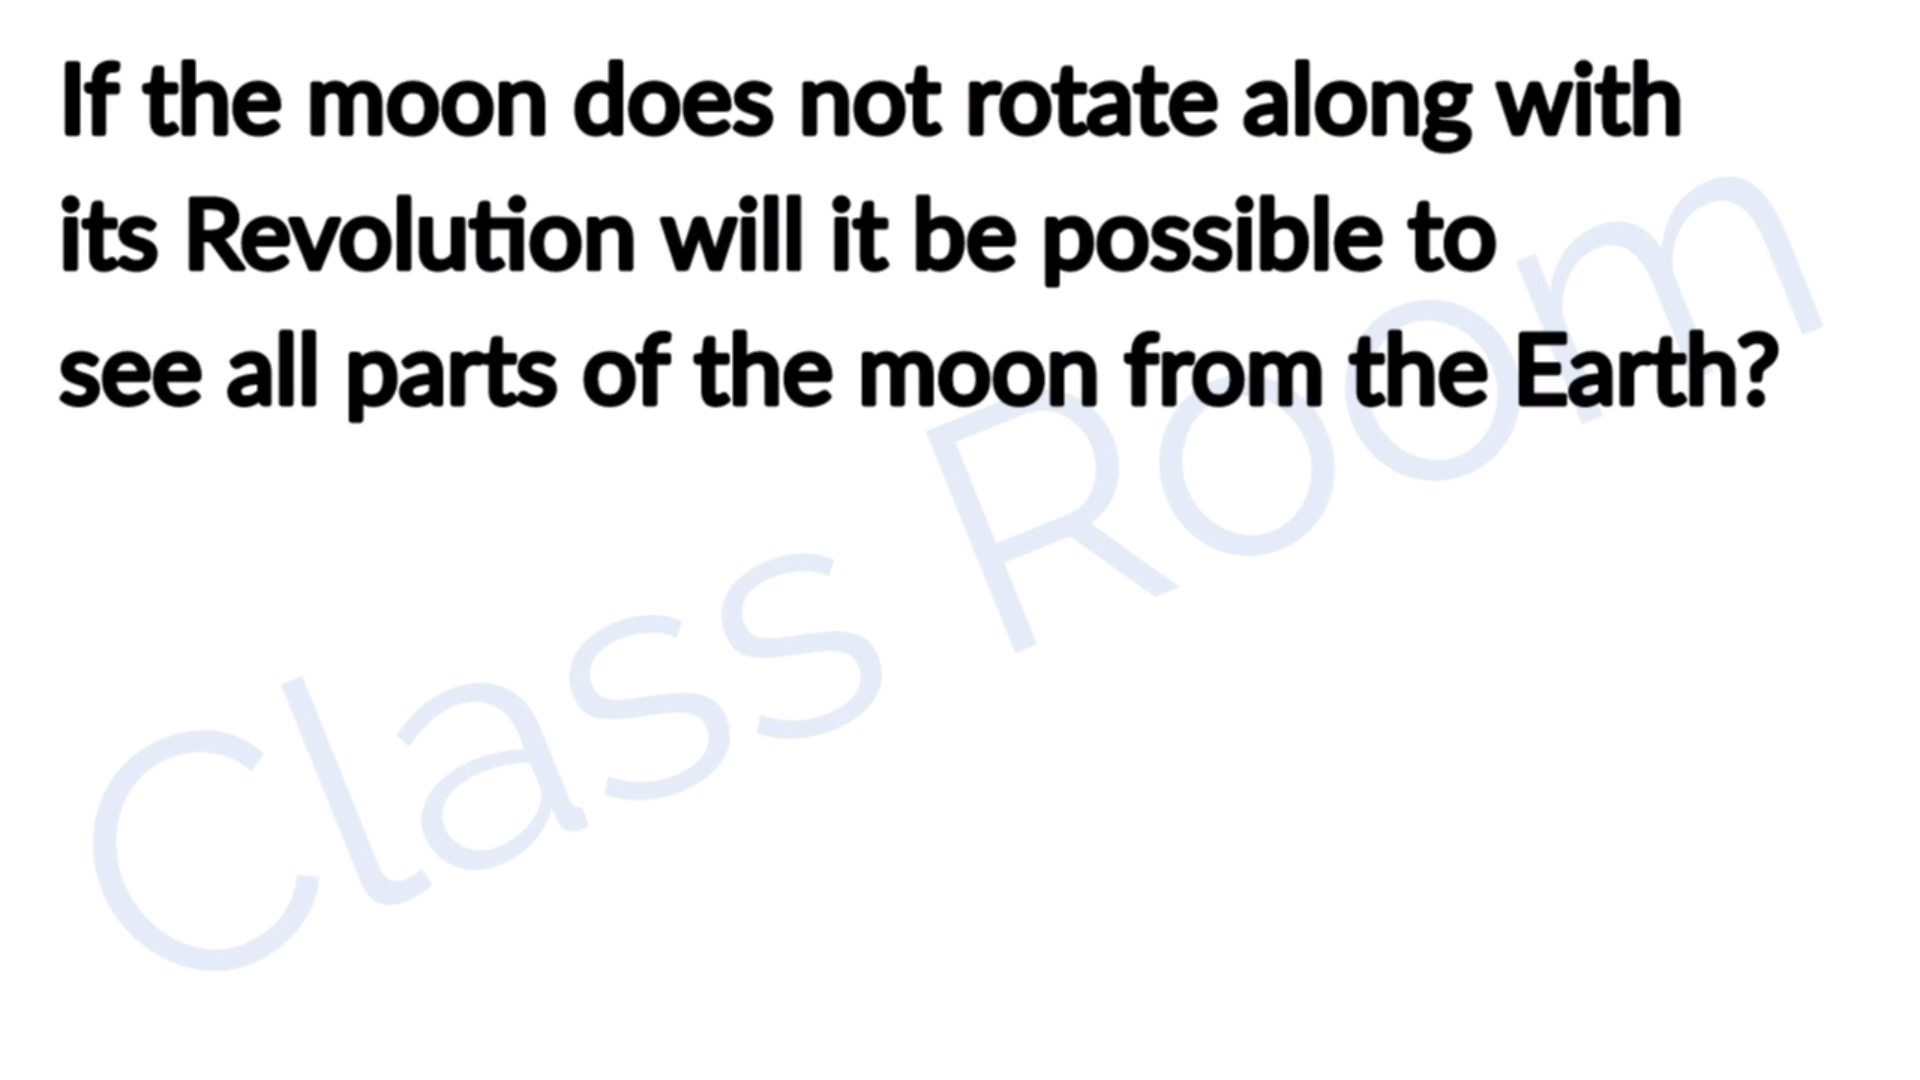 If the moon does not rotate along with
its Revolution will it be possible to
see all parts of the moon from the Earth?
Class Room